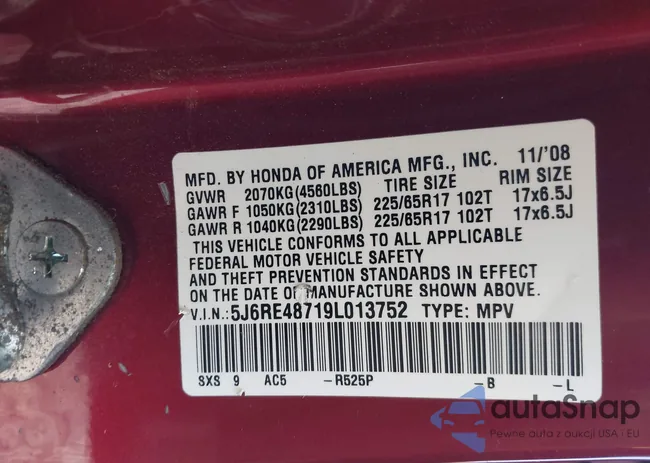 MFD. BY HONDA OF AMERICA MFG., INC. 11/'08
GVWR 2070KG(4560LBS) TIRE SIZE RIM SIZE
GAWR F 1050KG(2310LBS) 225/65R17 102T 17x6.5J
GAWR R 1040KG(2290LBS) 225/65R17 102T 17x6.5J
THIS VEHICLE CONFORMS TO ALL APPLICABLE
FEDERAL MOTOR VEHICLE SAFETY
AND THEFT PREVENTION STANDARDS IN EFFECT
ON THE DATE OF MANUFACTURE SHOWN ABOVE.
V.I.N.: 5J6RE48719L013752 TYPE: MPV
SXS 9 AC5 -R525P -B -L
autaSnap
Pewne auta z aukcji USA i EU